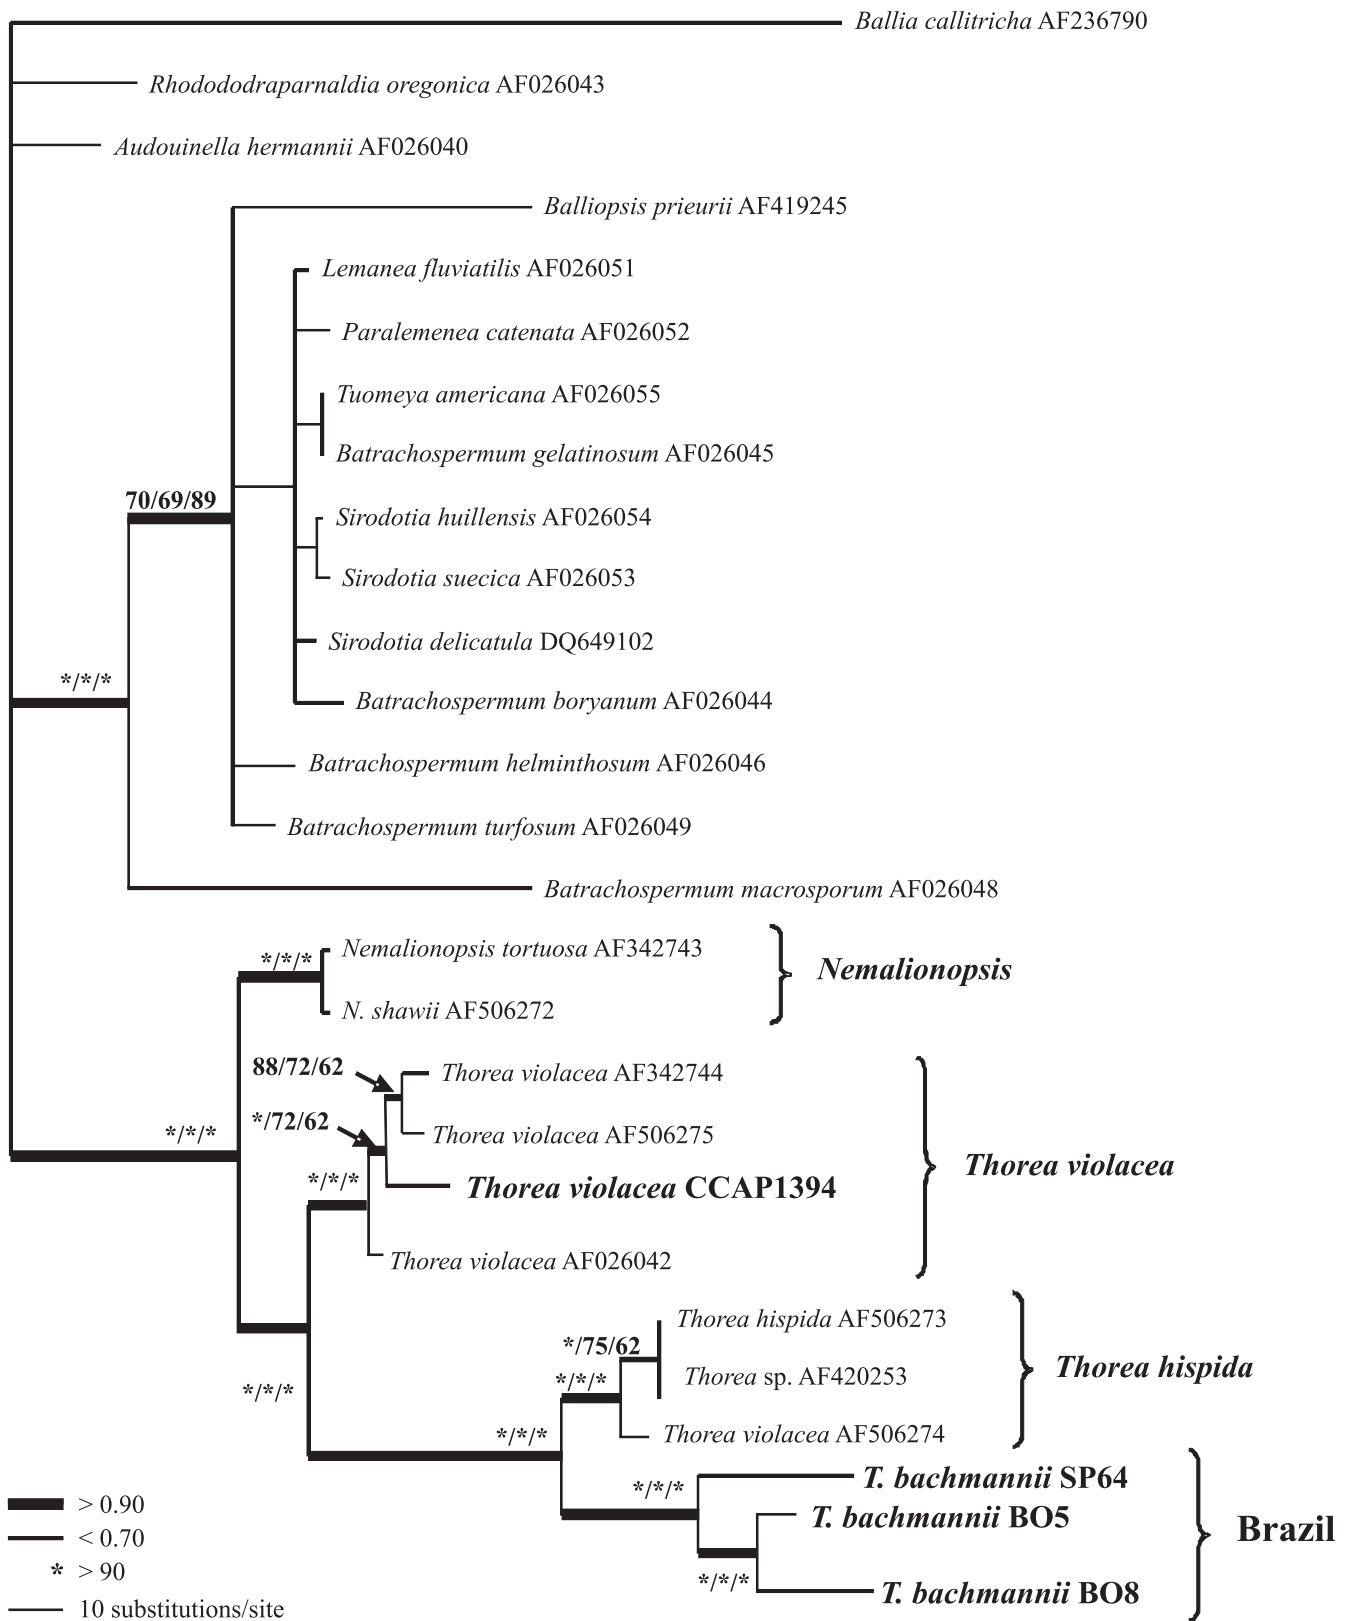 Ballia callitricha AF236790
Rhodododraparnaldia oregonica AF026043
Audouinella hermannii AF026040
Balliopsis prieurii AF419245
Lemanea fluviatilis AF026051
Paralemenea catenata AF026052
Tuomeya americana AF026055
Batrachospermum gelatinosum AF026045
70/69/89
Sirodotia huillensis AF026054
Sirodotia suecica AF026053
Sirodotia delicatula DQ649102
*/*/*
Batrachospermum boryanum AF026044
Batrachospermum helminthosum AF026046
Batrachospermum turfosum AF026049
Batrachospermum macrosporum AF026048
*/*/*
Nemalionopsis tortuosa AF342743
Nemalionopsis
N. shawii AF506272
88/72/62
Thorea violacea AF342744
*/72/62
*/*/*
Thorea violacea AF506275
Thorea violacea
*/*/*
Thorea violacea CCAP1394
Thorea violacea AF026042
Thorea hispida AF506273
*/75/62
*/*/*
Thorea sp. AF420253
Thorea hispida
*/*/*
*/*/*
Thorea violacea AF506274
*/*/*
T. bachmannii SP64
T. bachmannii BO5
Brazil
*/*/*
T. bachmannii BO8
> 0.90
< 0.70
* > 90
10 substitutions/site